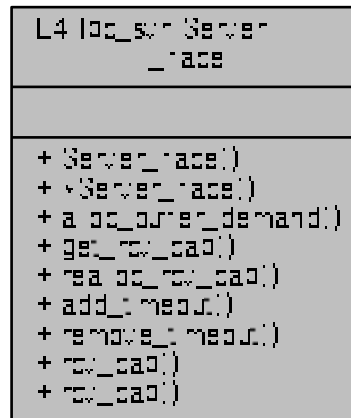 L4::Ipc_svr::Server
_iface
+ Server_iface()
+ ~Server_iface()
+ alloc_buffer_demand()
+ get_rcv_cap()
+ realloc_rcv_cap()
+ add_timeout()
+ remove_timeout()
+ rcv_cap()
+ rcv_cap()